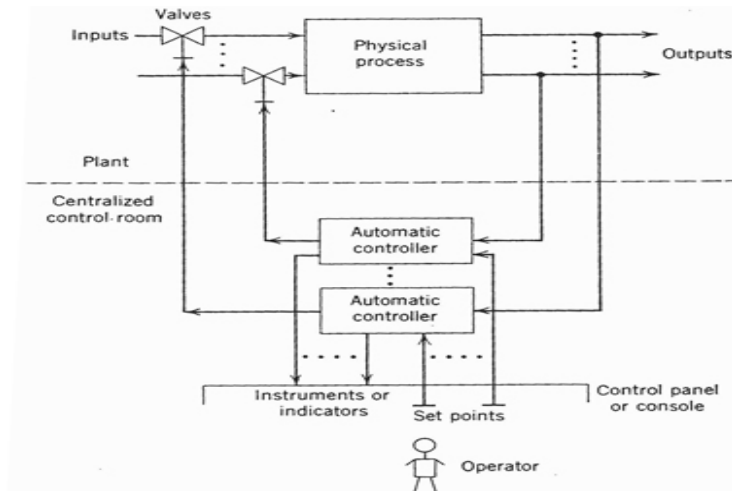 Valves
Inputs
Physical
process
Outputs
Plant
Centralized
control room
Automatic
controller
Automatic
controller
Instruments or
indicators
Set points
Control panel
or console
Operator